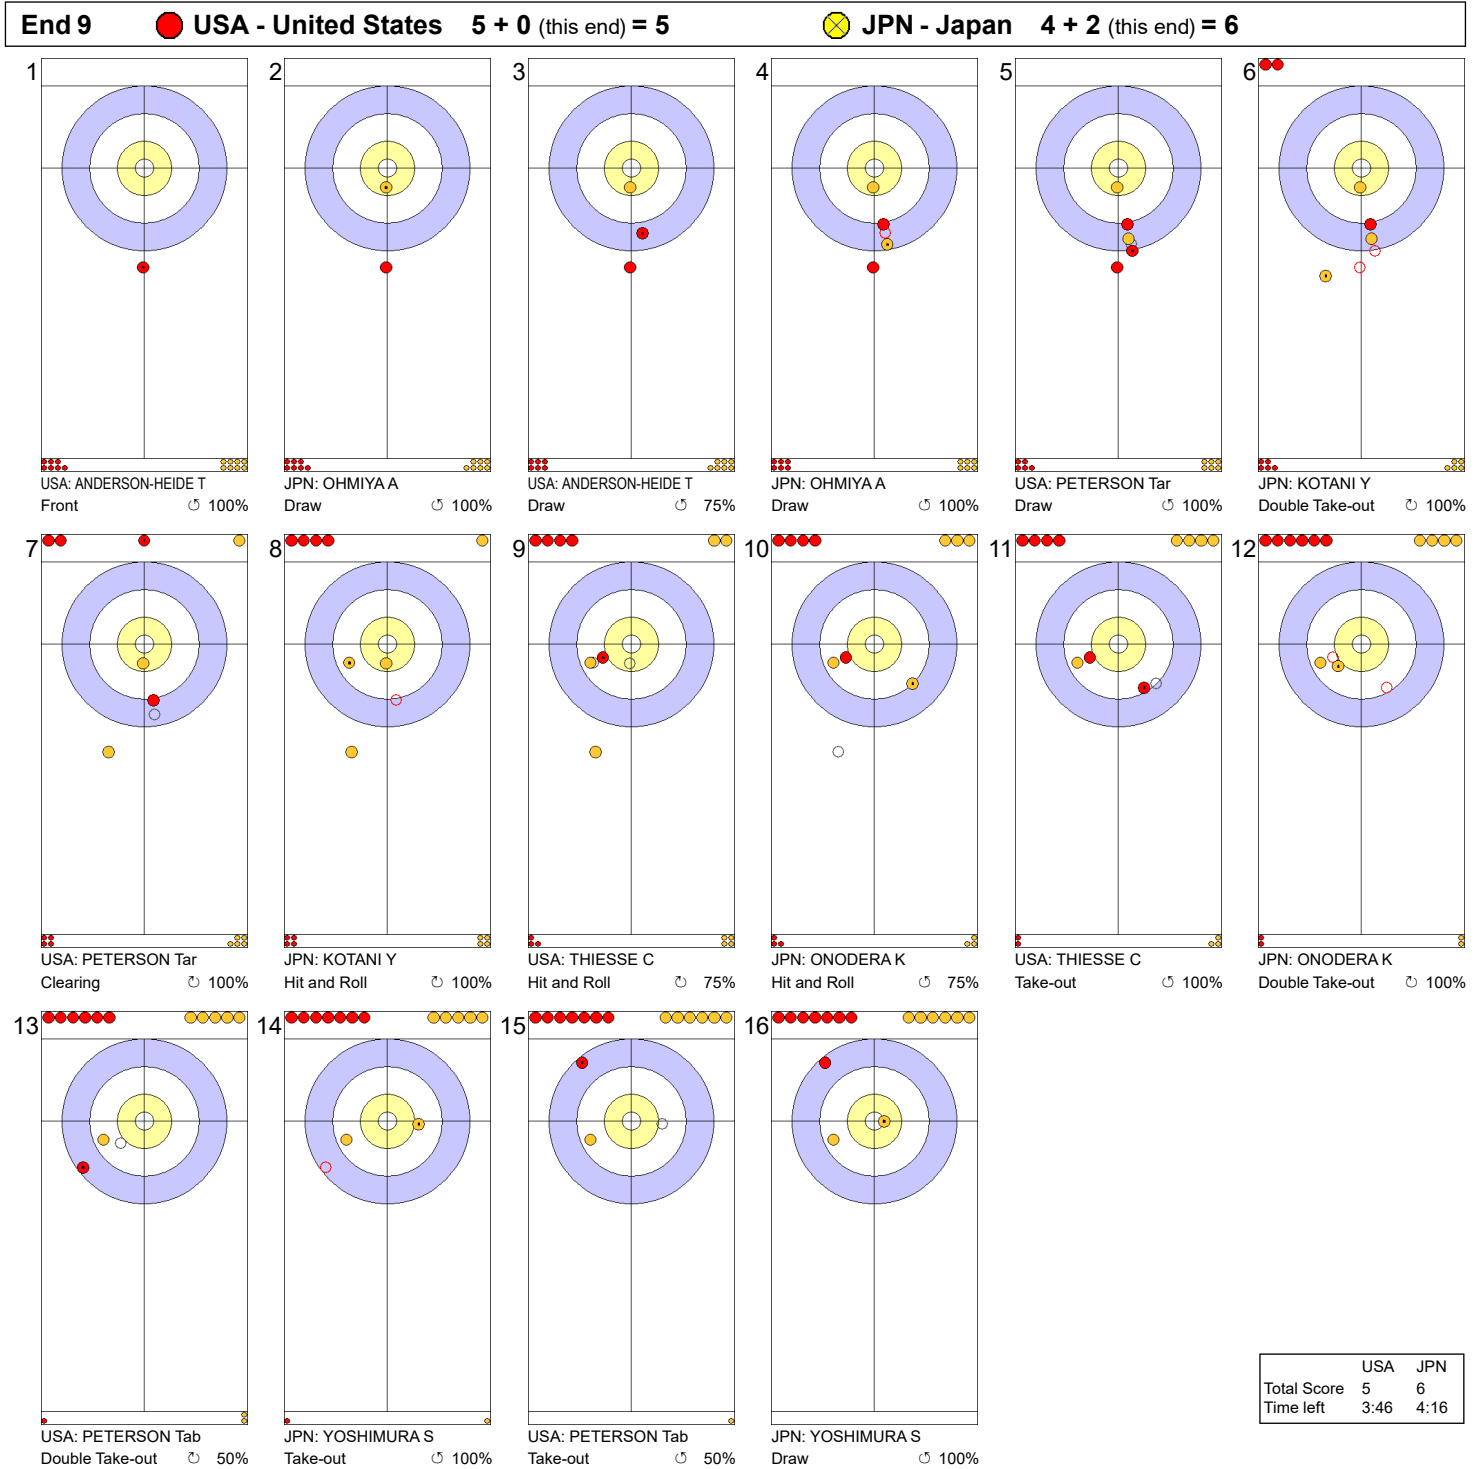 End 9 USA - United States 5 + 0 (this end) = 5 JPN - Japan 4 + 2 (this end) = 6
1 2 3 4 5 6
USA: ANDERSON-HEIDE T JPN: OHMIYA A USA: ANDERSON-HEIDE T JPN: OHMIYA A USA: PETERSON Tar JPN: KOTANI Y
Front ↺ 100% Draw ↺ 100% Draw ↺ 75% Draw ↺ 100% Draw ↺ 100% Double Take-out ↻ 100%
7 8 9 10 11 12
USA: PETERSON Tar JPN: KOTANI Y USA: THIESSE C JPN: ONODERA K USA: THIESSE C JPN: ONODERA K
Clearing ↻ 100% Hit and Roll ↻ 100% Hit and Roll ↻ 75% Hit and Roll ↺ 75% Take-out ↺ 100% Double Take-out ↻ 100%
13 14 15 16
USA: PETERSON Tab JPN: YOSHIMURA S USA: PETERSON Tab JPN: YOSHIMURA S
Double Take-out ↻ 50% Take-out ↺ 100% Take-out ↺ 50% Draw ↺ 100%
USA JPN
Total Score 5 6
Time left 3:46 4:16